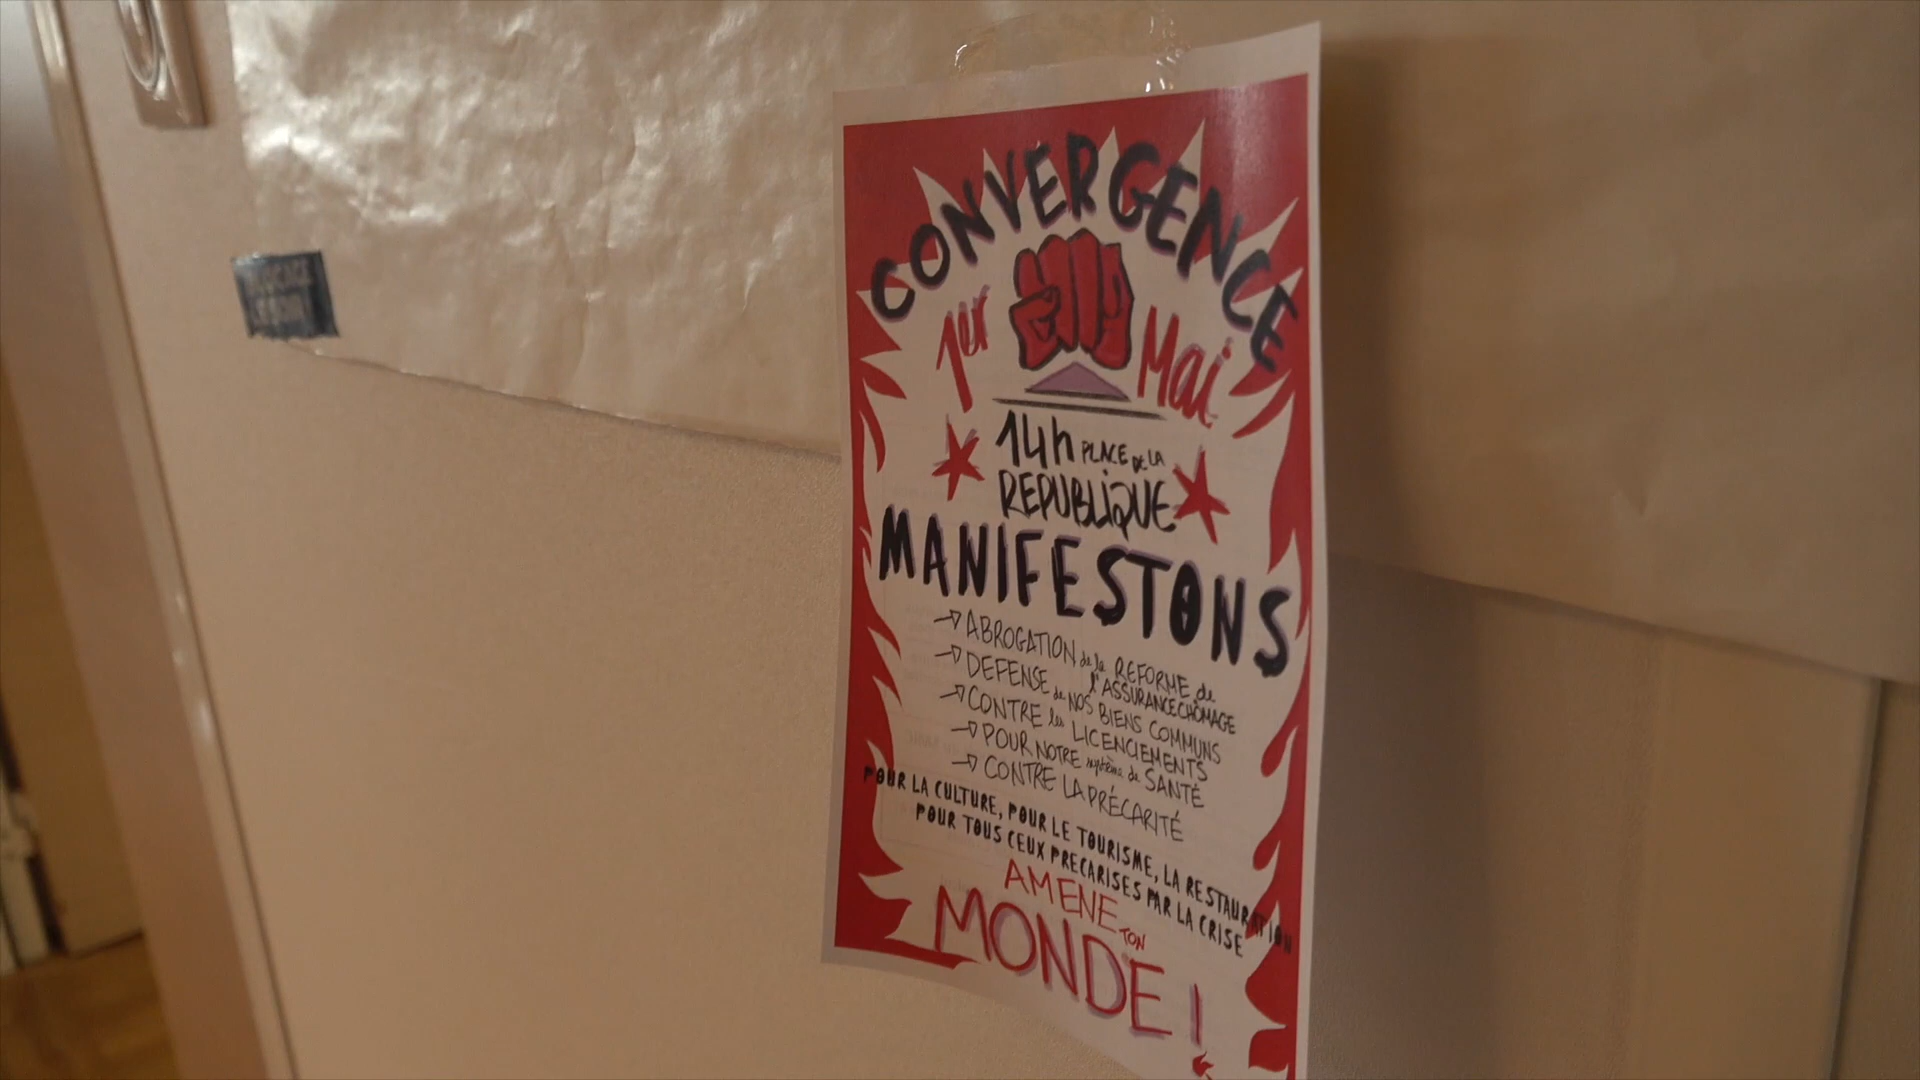 CONVERGENCE
1er Mai
14h PLACE DE LA
REPUBLIQUE
MANIFESTONS
→ ABROGATION de la REFORME de
l'ASSURANCE CHÔMAGE
→ DEFENSE de NOS BIENS COMMUNS
→ CONTRE les LICENCIEMENTS
→ POUR NOTRE système de SANTÉ
→ CONTRE LA PRÉCARITÉ
POUR LA CULTURE, POUR LE TOURISME, LA RESTAURATION
POUR TOUS CEUX PRECARISES PAR LA CRISE
AMENE TON
MONDE !